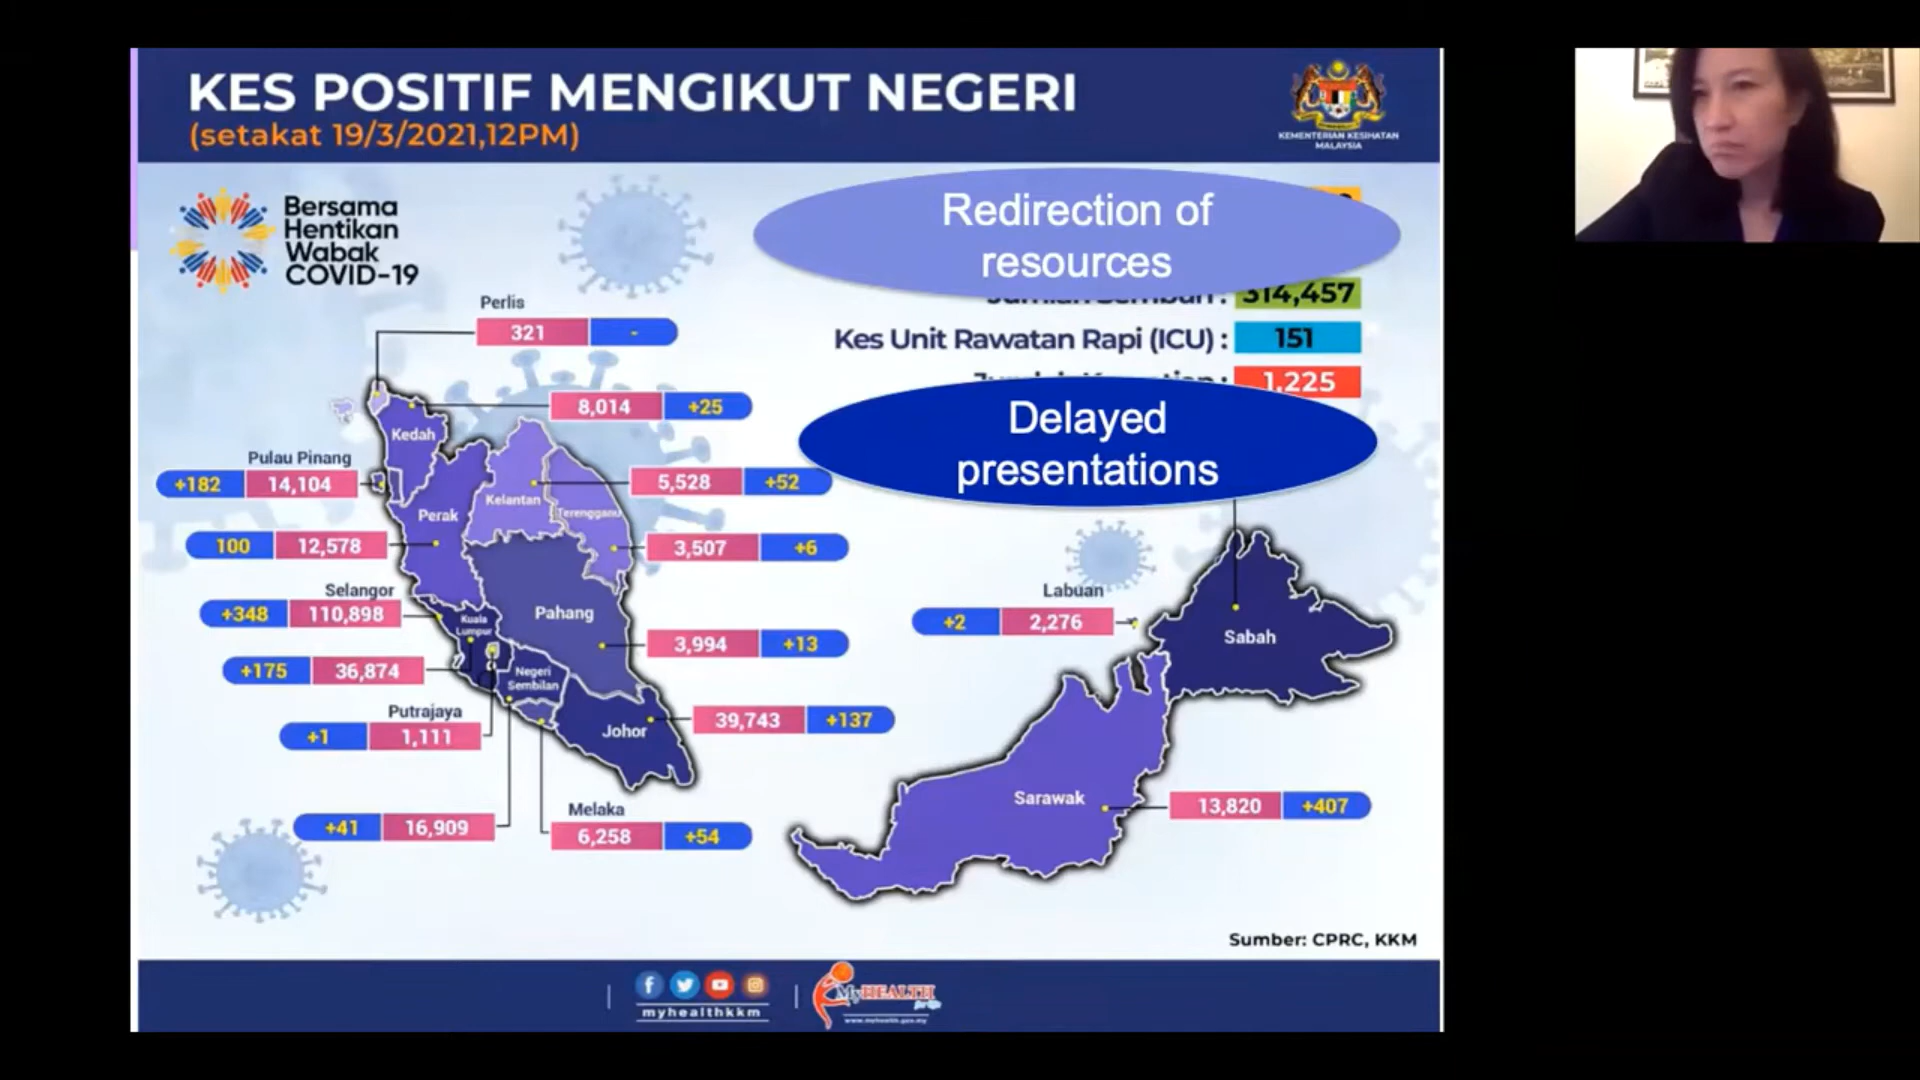 KES POSITIF MENGIKUT NEGERI
(setakat 19/3/2021,12PM)
KEMENTERIAN KESIHATAN
MALAYSIA
Bersama
Hentikan
Wabak
COVID-19
Redirection of
resources
314,457
Kes Unit Rawatan Rapi (ICU) : 151
1,225
Delayed
presentations
Perlis
321 -
8,014 +25
Kedah
Pulau Pinang
+182 14,104
5,528 +52
Kelantan
Terengganu
Perak
100 12,578
3,507 +6
Selangor
+348 110,898
Kuala
Lumpur
Pahang
3,994 +13
+175 36,874
Negeri
Sembilan
Putrajaya
+1 1,111
Johor
39,743 +137
+41 16,909
Melaka
6,258 +54
Labuan
+2 2,276
Sabah
Sarawak
13,820 +407
Sumber: CPRC, KKM
myhealthkkm
MyHEALTH
for life
www.myhealth.gov.my